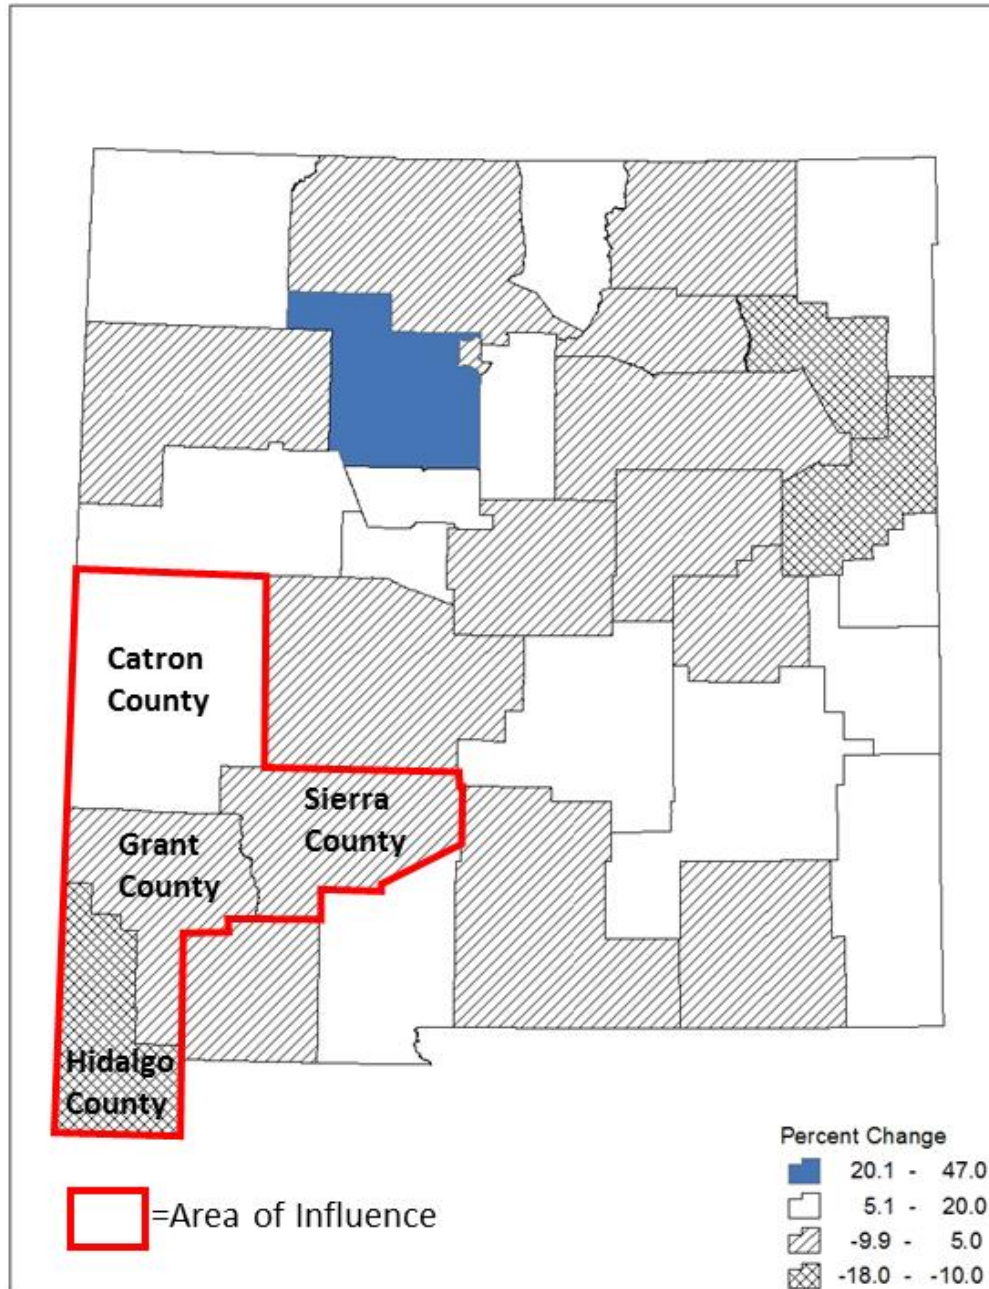 Catron
County
Sierra
County
Grant
County
Hidalgo
County
Percent Change
20.1 - 47.0
5.1 - 20.0
-9.9 - 5.0
-18.0 - -10.0
=Area of Influence